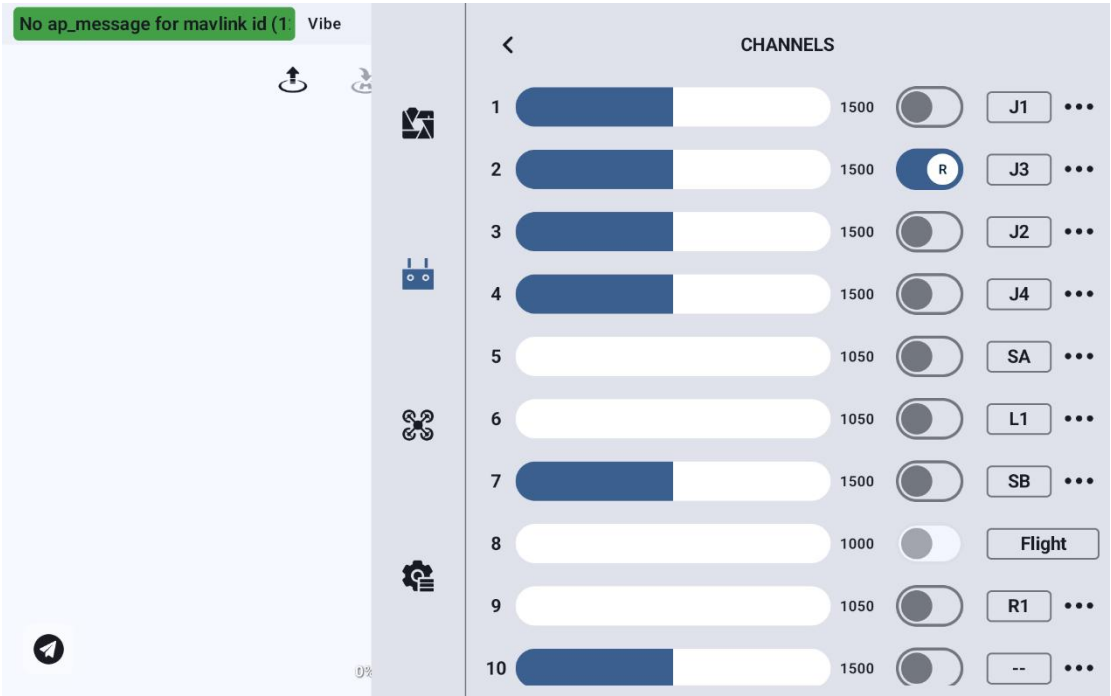 No ap_message for mavlink id (1
Vibe
CHANNELS
1 1500 J1
2 1500 R J3
3 1500 J2
4 1500 J4
5 1050 SA
6 1050 L1
7 1500 SB
8 1000 Flight
9 1050 R1
10 1500 --
0%